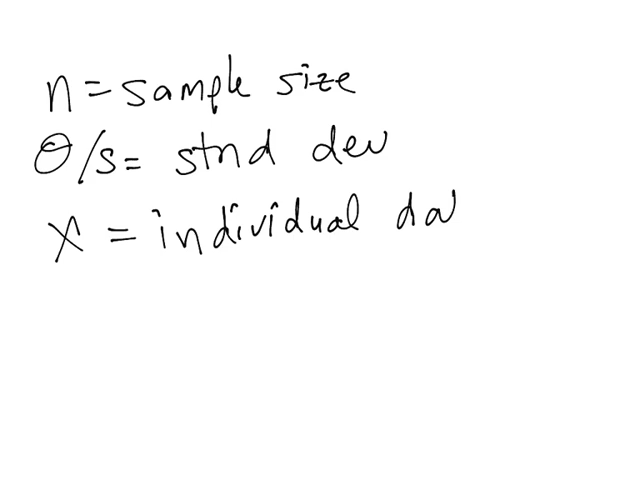 n = sample size
θ/s = stnd dev
x = individual da